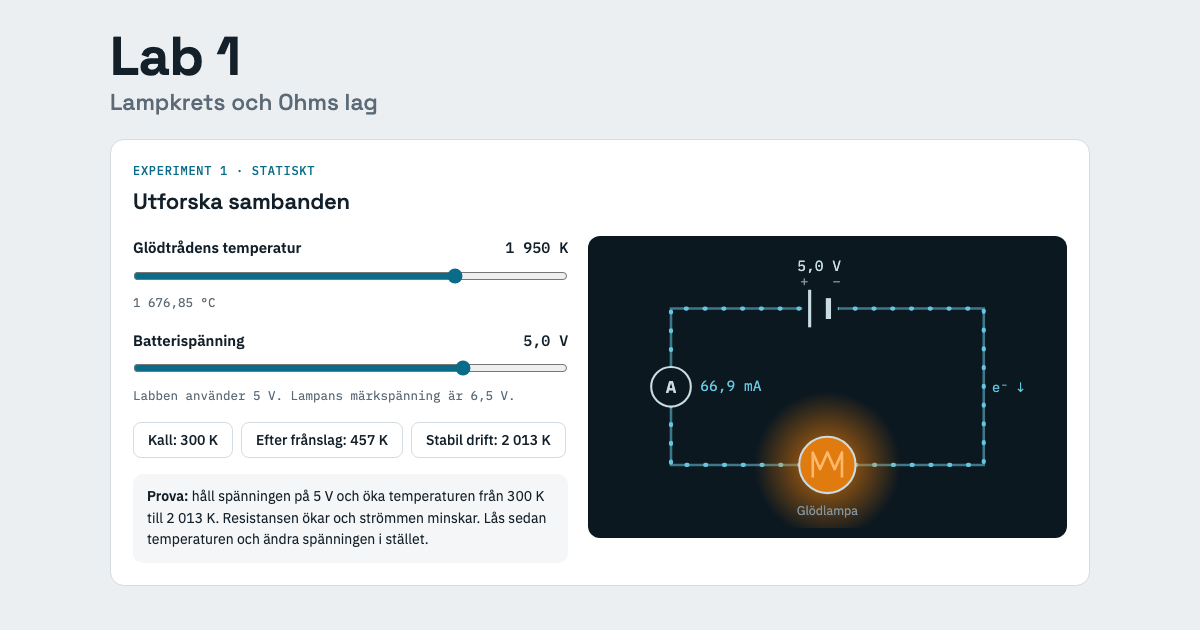 Lab 1
Lampkrets och Ohms lag
EXPERIMENT 1 · STATISKT
Utforska sambanden
Glödtrådens temperatur
1 950 K
1 676,85 °C
Batterispänning
5,0 V
Labben använder 5 V. Lampans märkspänning är 6,5 V.
Kall: 300 K
Efter frånslag: 457 K
Stabil drift: 2 013 K
Prova: håll spänningen på 5 V och öka temperaturen från 300 K
till 2 013 K. Resistansen ökar och strömmen minskar. Lås sedan
temperaturen och ändra spänningen i stället.
5,0 V
+ −
A
66,9 mA
e⁻ ↓
Glödlampa